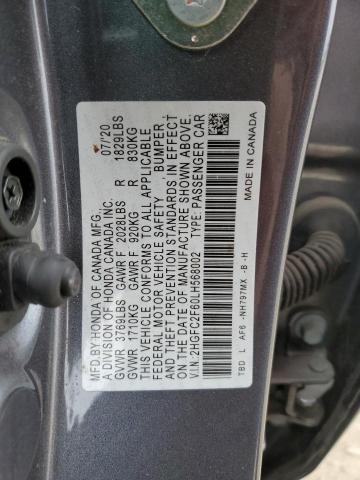 MFD. BY HONDA OF CANADA MFG. 07/20
A DIVISION OF HONDA CANADA INC.
GVWR 3769LBS GAWR F 2028LBS R 1829LBS
GVWR 1710KG GAWR F 920KG R 830KG
THIS VEHICLE CONFORMS TO ALL APPLICABLE
FEDERAL MOTOR VEHICLE SAFETY BUMPER,
AND THEFT PREVENTION STANDARDS IN EFFECT
ON THE DATE OF MANUFACTURE SHOWN ABOVE.
V.I.N: 2HGFC2F60LH568002 TYPE: PASSENGER CAR
TBD L AF6 -NH797MX -B -H
MADE IN CANADA